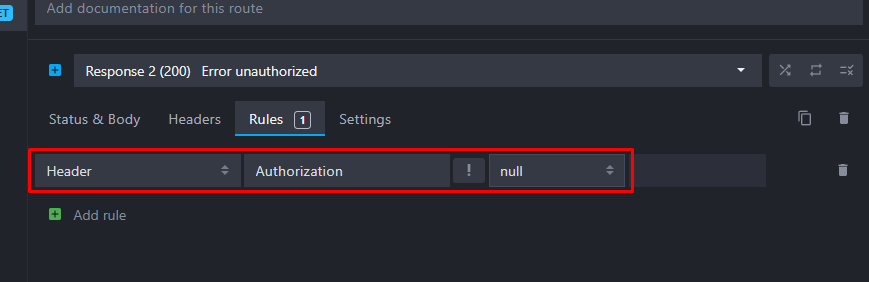 Add documentation for this route
ET
Response 2 (200) Error unauthorized
Status & Body Headers Rules 1 Settings
Header Authorization ! null
Add rule